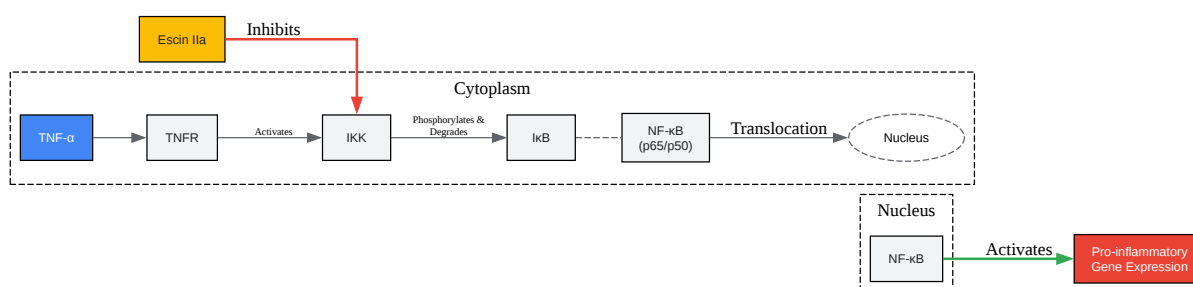 Escin IIa
Inhibits
Cytoplasm
TNF-α
TNFR
Activates
IKK
Phosphorylates &
Degrades
IκB
NF-κB
(p65/p50)
Translocation
Nucleus
Nucleus
NF-κB
Activates
Pro-inflammatory
Gene Expression